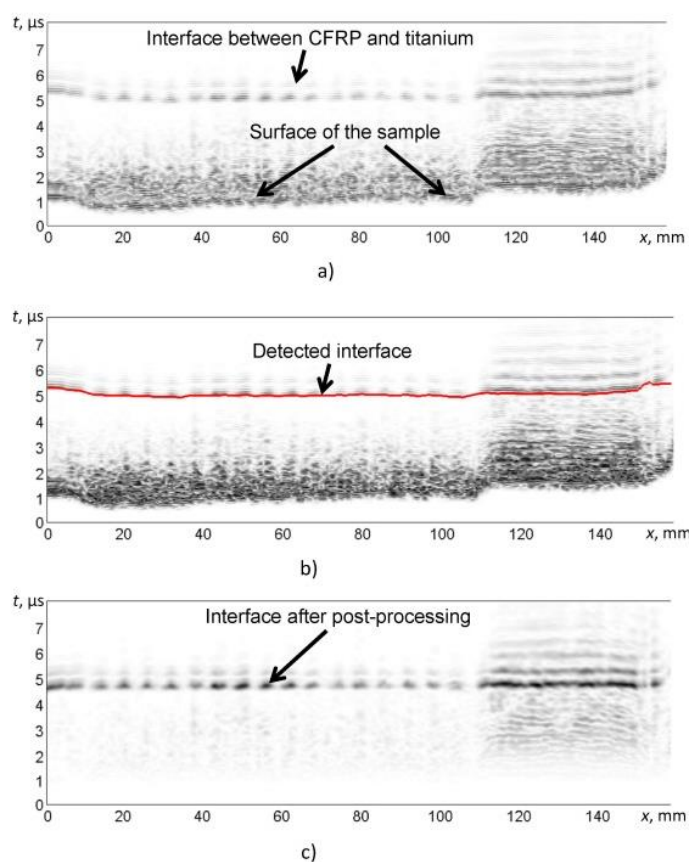 t, µs
7
6
5
4
3
2
1
0
Interface between CFRP and titanium
Surface of the sample
0 20 40 60 80 100 120 140 x, mm
a)
t, µs
7
6
5
4
3
2
1
0
Detected interface
0 20 40 60 80 100 120 140 x, mm
b)
t, µs
7
6
5
4
3
2
1
0
Interface after post-processing
0 20 40 60 80 100 120 140 x, mm
c)